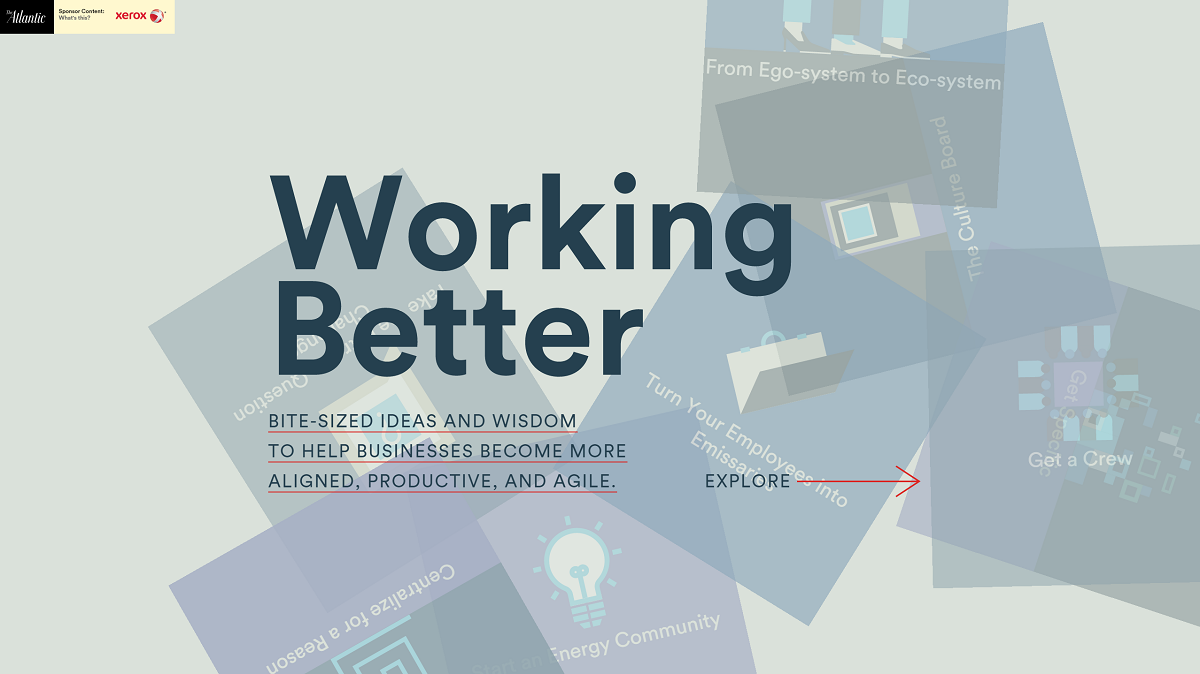 The Atlantic
Sponsor Content:
What's this?
xerox
From Ego-system to Eco-system
The Culture Board
Working
Better
Question
BITE-SIZED IDEAS AND WISDOM
TO HELP BUSINESSES BECOME MORE
ALIGNED, PRODUCTIVE, AND AGILE.
Turn Your Employees into
Emissaries
EXPLORE
Get a Crew
Centralize for a Reason
Start an Energy Community